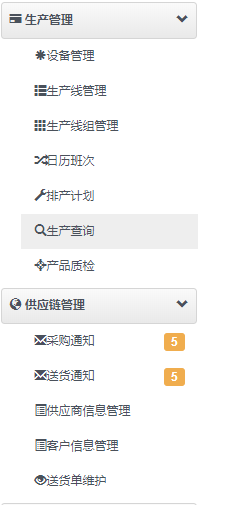 生产管理
设备管理
生产线管理
生产线组管理
日历班次
排产计划
生产查询
产品质检
供应链管理
采购通知 5
送货通知 5
供应商信息管理
客户信息管理
送货单维护